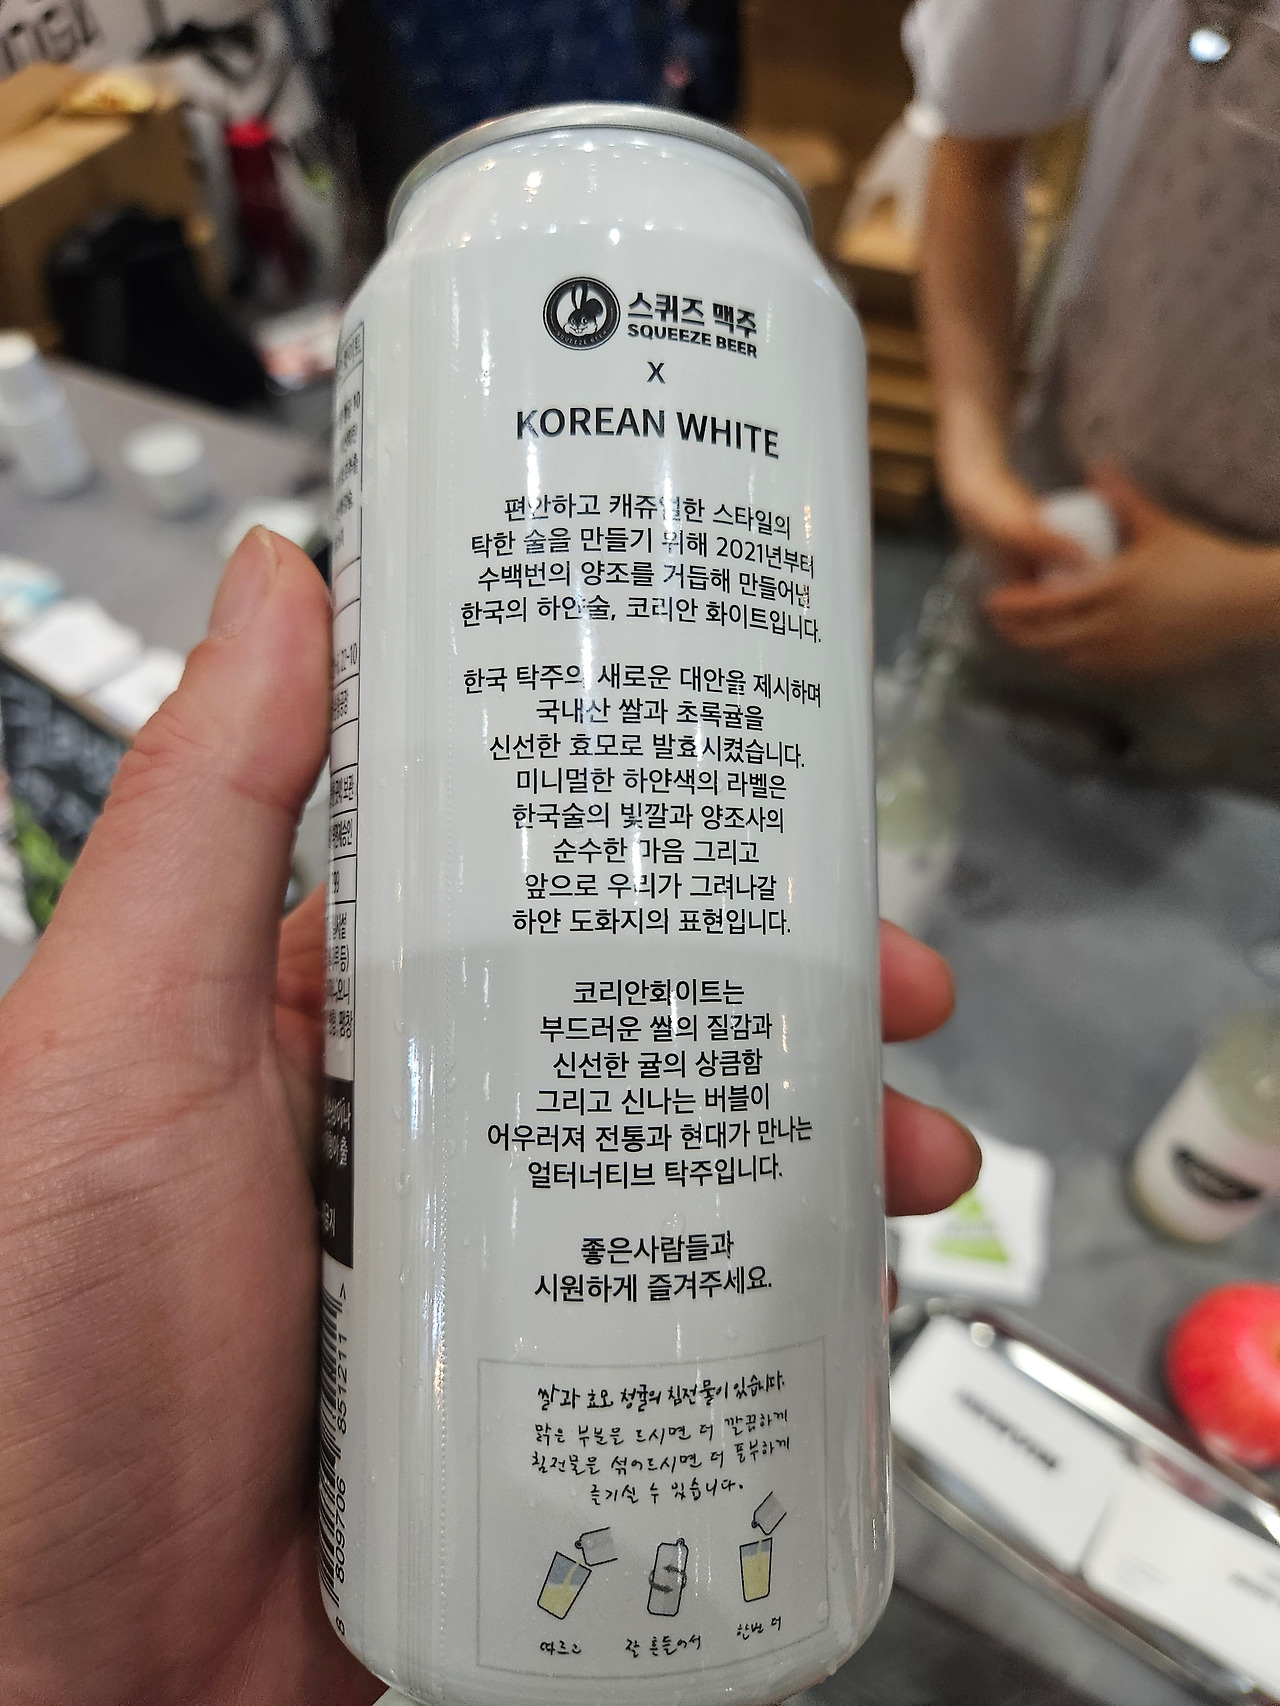 스퀴즈 맥주
SQUEEZE BEER
X
KOREAN WHITE
편안하고 캐쥬얼한 스타일의
탁한 술을 만들기 위해 2021년부터
수백번의 양조를 거듭해 만들어낸
한국의 하얀술, 코리안 화이트입니다.
한국 탁주의 새로운 대안을 제시하며
국내산 쌀과 초록귤을
신선한 효모로 발효시켰습니다.
미니멀한 하얀색의 라벨은
한국술의 빛깔과 양조사의
순수한 마음 그리고
앞으로 우리가 그려나갈
하얀 도화지의 표현입니다.
코리안화이트는
부드러운 쌀의 질감과
신선한 귤의 상큼함
그리고 신나는 버블이
어우러져 전통과 현대가 만나는
얼터너티브 탁주입니다.
좋은사람들과
시원하게 즐겨주세요.
쌀과 효모, 청귤의 침전물이 있습니다.
맑은 부분을 드시면 더 깔끔하게
침전물을 섞어드시면 더 풍부하게
즐기실 수 있습니다.
따르고
잘 흔들어서
한번 더
8 809706 851211 >